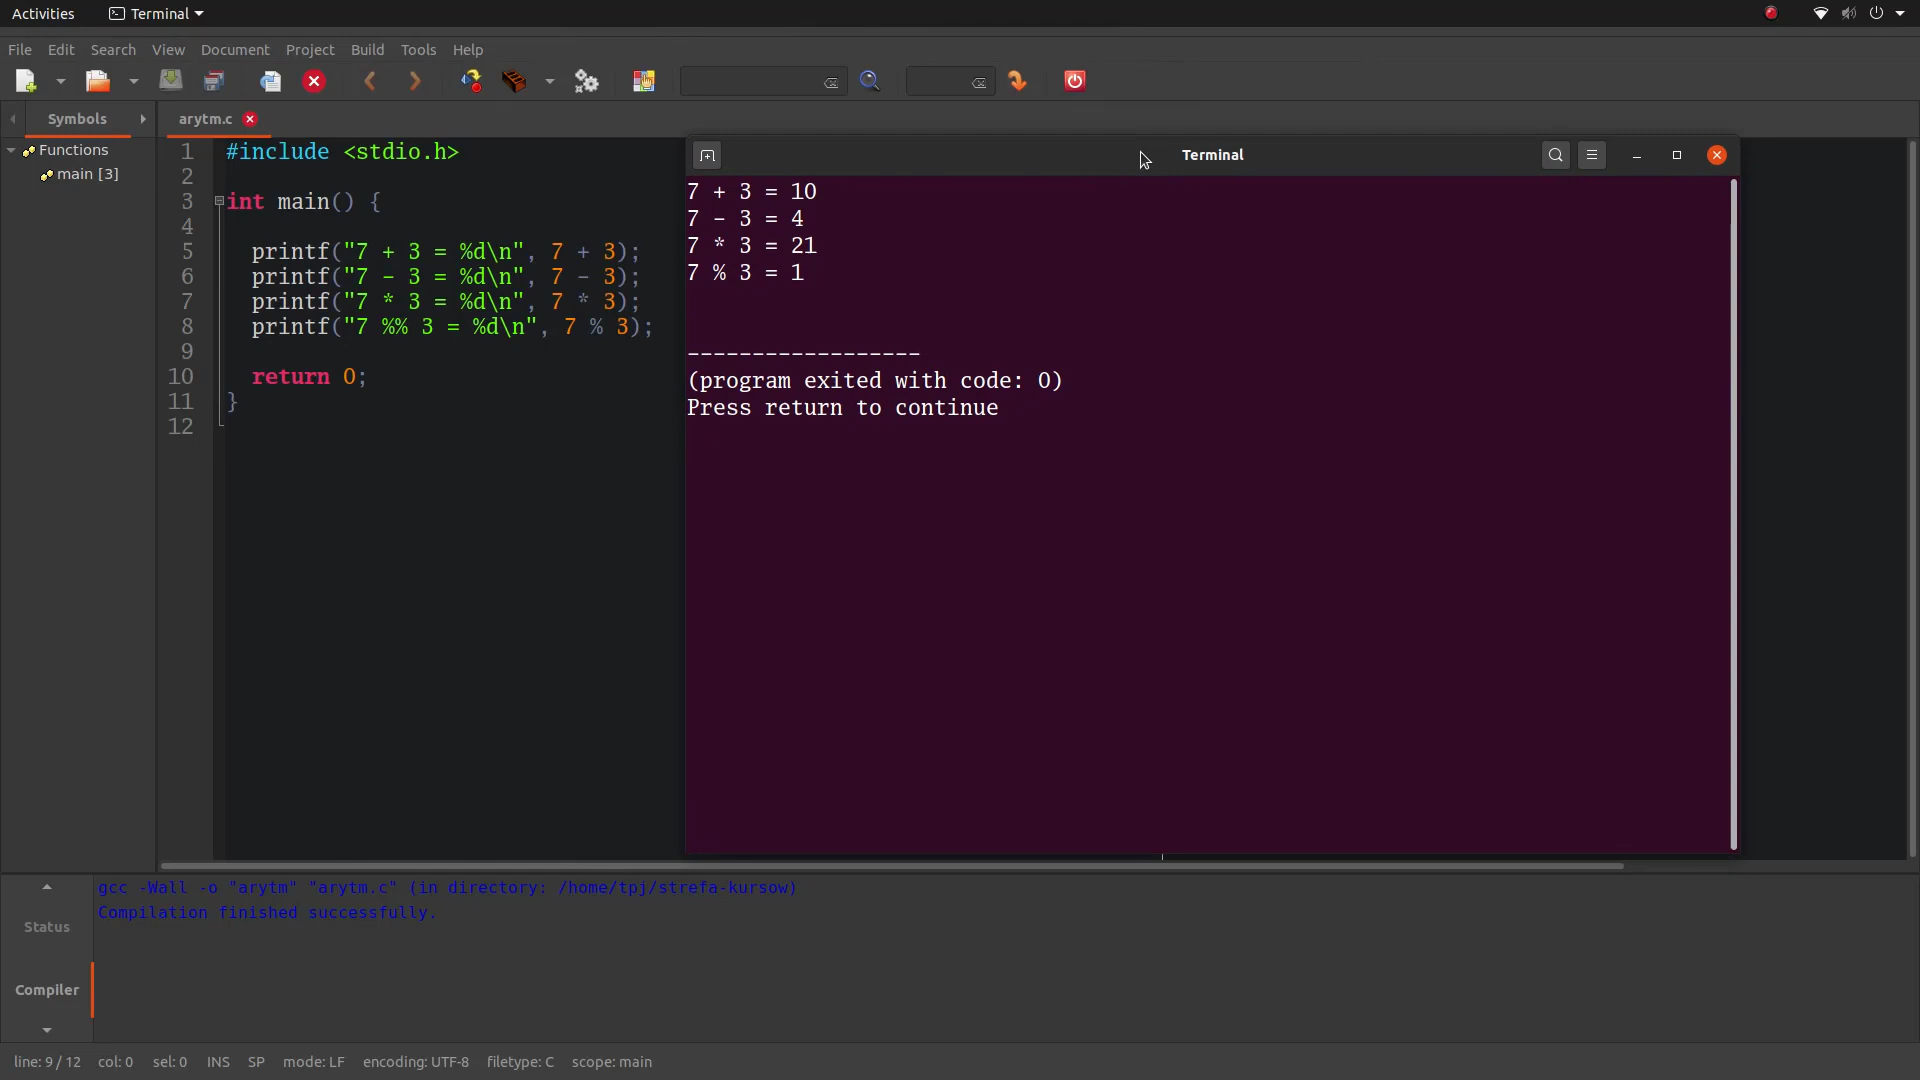 Activities Terminal
File Edit Search View Document Project Build Tools Help
Symbols
arytm.c
Functions
main [3]
1 #include <stdio.h>
2
3 int main() {
4
5 printf("7 + 3 = %d\n", 7 + 3);
6 printf("7 - 3 = %d\n", 7 - 3);
7 printf("7 * 3 = %d\n", 7 * 3);
8 printf("7 %% 3 = %d\n", 7 % 3);
9
10 return 0;
11 }
12
Terminal
7 + 3 = 10
7 - 3 = 4
7 * 3 = 21
7 % 3 = 1
------------------
(program exited with code: 0)
Press return to continue
Status
Compiler
gcc -Wall -o "arytm" "arytm.c" (in directory: /home/tpj/strefa-kursow)
Compilation finished successfully.
line: 9 / 12 col: 0 sel: 0 INS SP mode: LF encoding: UTF-8 filetype: C scope: main